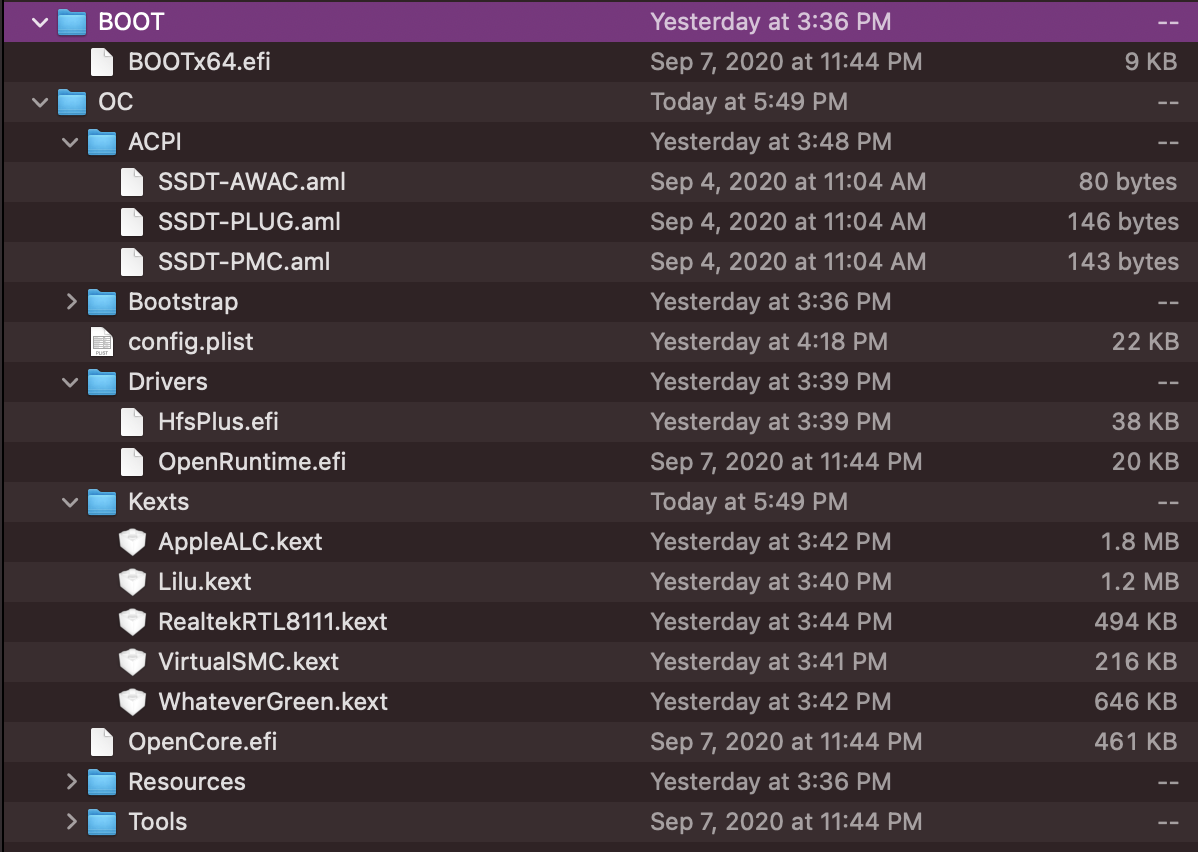 BOOT Yesterday at 3:36 PM --
BOOTx64.efi Sep 7, 2020 at 11:44 PM 9 KB
OC Today at 5:49 PM --
ACPI Yesterday at 3:48 PM --
SSDT-AWAC.aml Sep 4, 2020 at 11:04 AM 80 bytes
SSDT-PLUG.aml Sep 4, 2020 at 11:04 AM 146 bytes
SSDT-PMC.aml Sep 4, 2020 at 11:04 AM 143 bytes
Bootstrap Yesterday at 3:36 PM --
config.plist Yesterday at 4:18 PM 22 KB
Drivers Yesterday at 3:39 PM --
HfsPlus.efi Yesterday at 3:39 PM 38 KB
OpenRuntime.efi Sep 7, 2020 at 11:44 PM 20 KB
Kexts Today at 5:49 PM --
AppleALC.kext Yesterday at 3:42 PM 1.8 MB
Lilu.kext Yesterday at 3:40 PM 1.2 MB
RealtekRTL8111.kext Yesterday at 3:44 PM 494 KB
VirtualSMC.kext Yesterday at 3:41 PM 216 KB
WhateverGreen.kext Yesterday at 3:42 PM 646 KB
OpenCore.efi Sep 7, 2020 at 11:44 PM 461 KB
Resources Yesterday at 3:36 PM --
Tools Sep 7, 2020 at 11:44 PM --